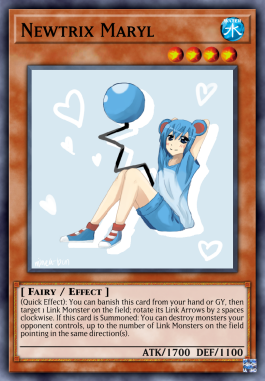 Newtrix Maryl
WATER
水
[ Fairy / Effect ]
(Quick Effect): You can banish this card from your hand or GY, then
target 1 Link Monster on the field; rotate its Link Arrows by 2 spaces
clockwise. If this card is Summoned: You can destroy monsters your
opponent controls, up to the number of Link Monsters on the field
pointing in the same direction(s).
ATK/1700 DEF/1100